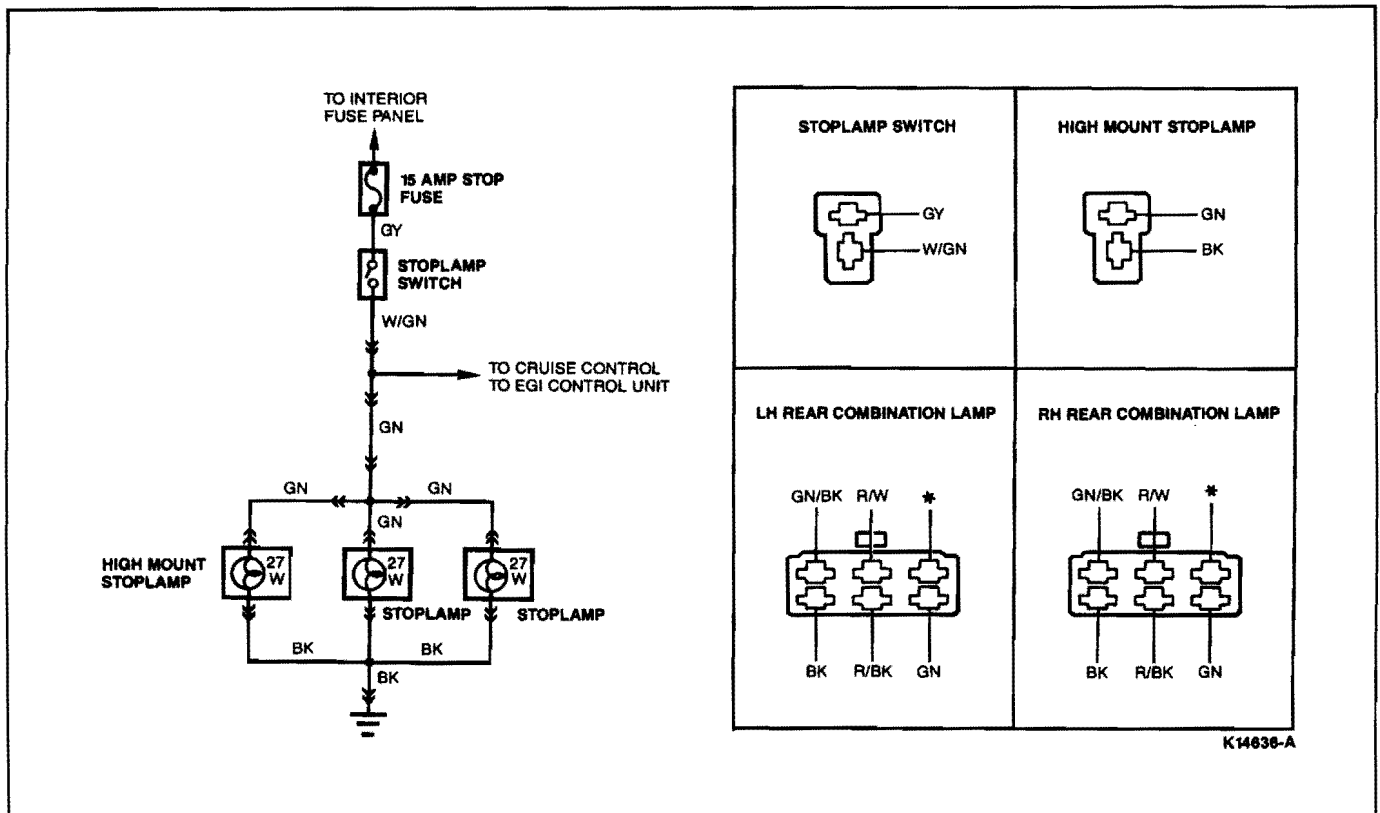 TO INTERIOR
FUSE PANEL
15 AMP STOP
FUSE
GY
STOPLAMP
SWITCH
W/GN
TO CRUISE CONTROL
TO EGI CONTROL UNIT
GN
GN
GN
GN
HIGH MOUNT
STOPLAMP
27
W
27
W
27
W
STOPLAMP
STOPLAMP
BK
BK
BK
STOPLAMP SWITCH
GY
W/GN
HIGH MOUNT STOPLAMP
GN
BK
LH REAR COMBINATION LAMP
GN/BK R/W *
BK R/BK GN
RH REAR COMBINATION LAMP
GN/BK R/W *
BK R/BK GN
K14636-A